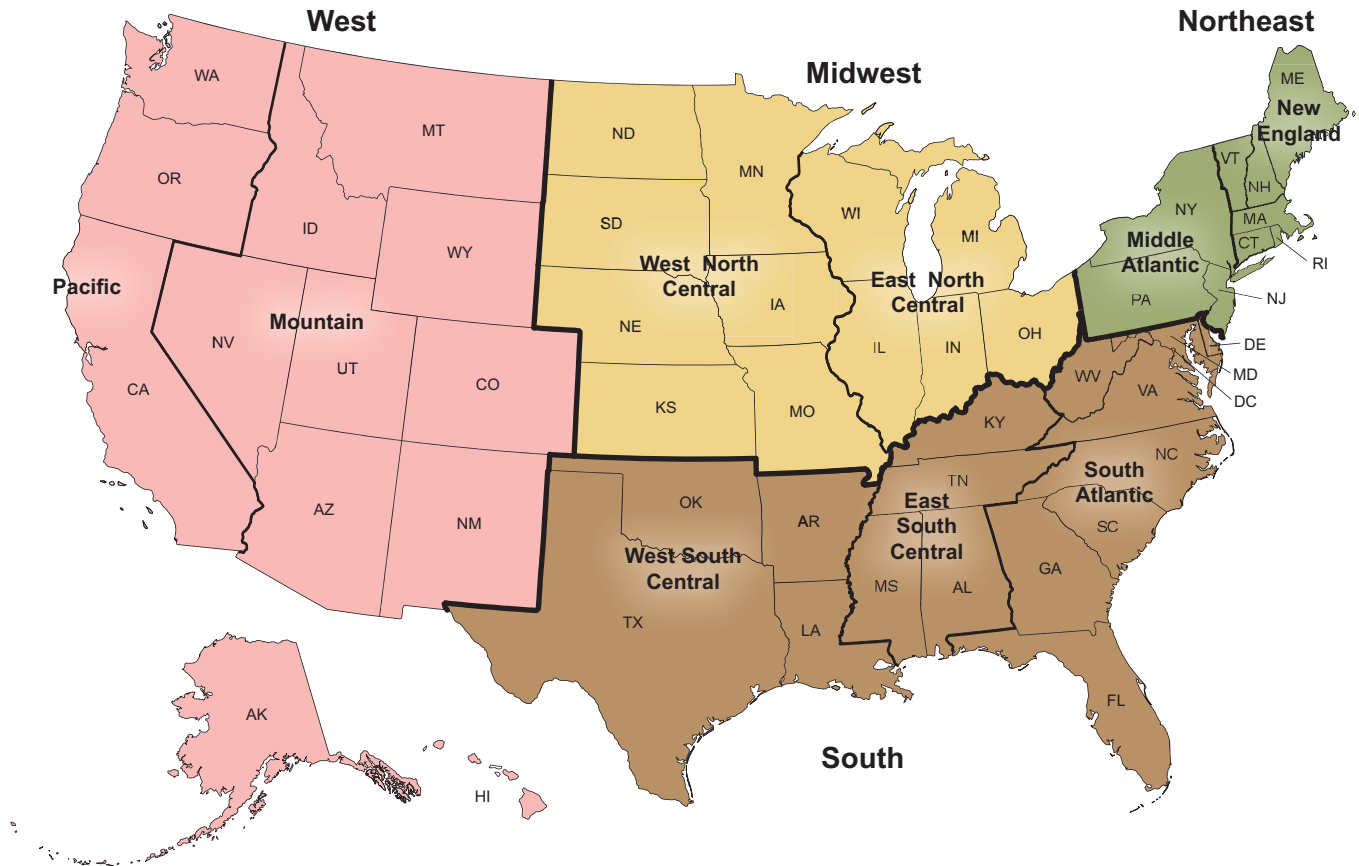 West
Northeast
Midwest
WA
MT
OR
ID
WY
Pacific
Mountain
NV
UT
CO
CA
AZ
NM
AK
HI
ND
MN
SD
West North
Central
NE
IA
KS
MO
WI
MI
East North
Central
IL
IN
OH
ME
New
England
VT
NH
NY
MA
CT
RI
Middle
Atlantic
PA
NJ
DE
MD
DC
WV
VA
KY
NC
TN
South
Atlantic
SC
East
South
Central
OK
AR
West South
Central
MS
AL
GA
TX
LA
FL
South